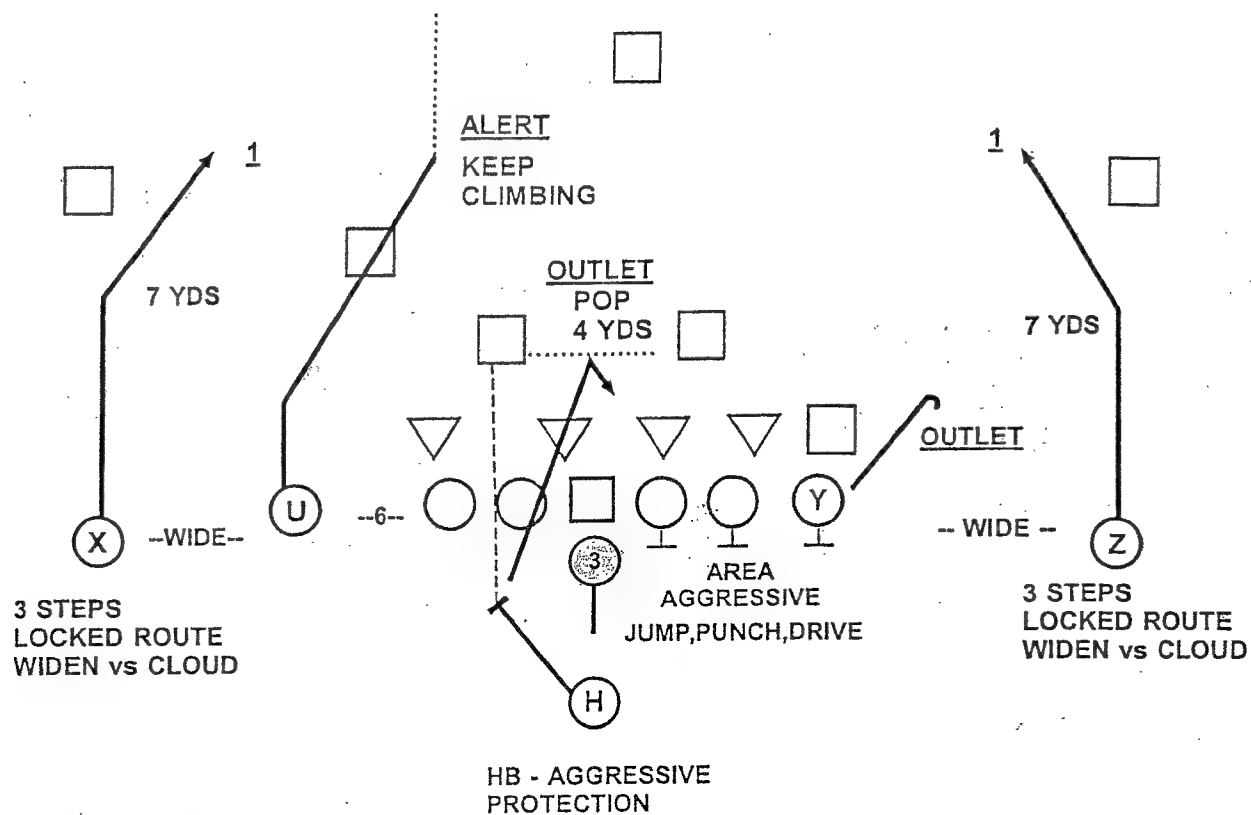 ALERT
1
1
KEEP
CLIMBING
OUTLET
7 YDS
POP
4 YDS
7 YDS
OUTLET
U
Y
--6--
X
--WIDE--
-- WIDE --
Z
3
AREA
AGGRESSIVE
JUMP,PUNCH,DRIVE
3 STEPS
LOCKED ROUTE
WIDEN vs CLOUD
3 STEPS
LOCKED ROUTE
WIDEN vs CLOUD
H
HB - AGGRESSIVE
PROTECTION